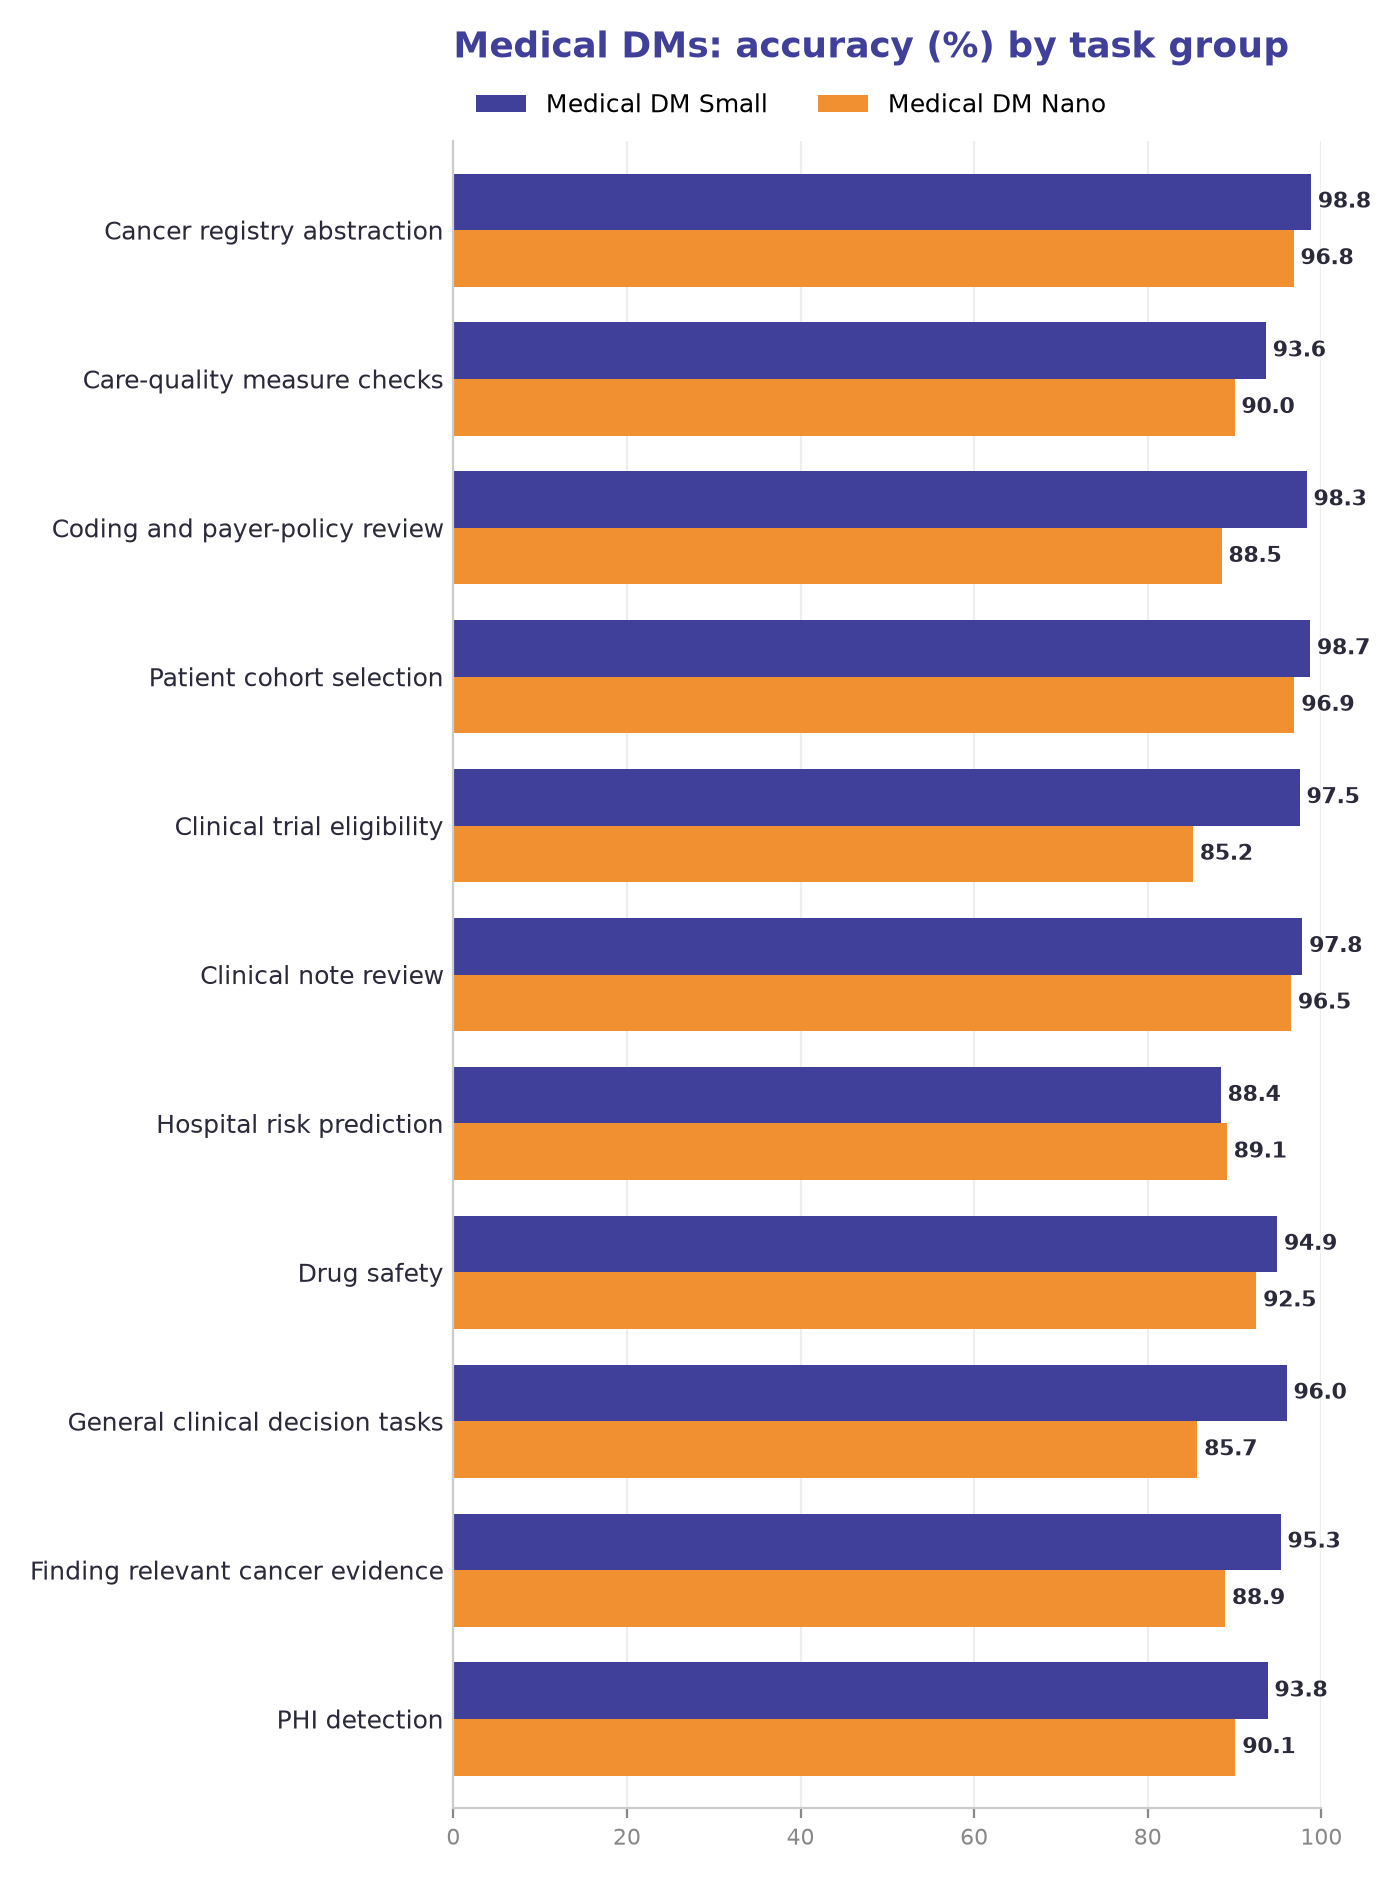 Medical DMs: accuracy (%) by task group
Medical DM Small
Medical DM Nano
Cancer registry abstraction
98.8
96.8
Care-quality measure checks
93.6
90.0
Coding and payer-policy review
98.3
88.5
Patient cohort selection
98.7
96.9
Clinical trial eligibility
97.5
85.2
Clinical note review
97.8
96.5
Hospital risk prediction
88.4
89.1
Drug safety
94.9
92.5
General clinical decision tasks
96.0
85.7
Finding relevant cancer evidence
95.3
88.9
PHI detection
93.8
90.1
0 20 40 60 80 100